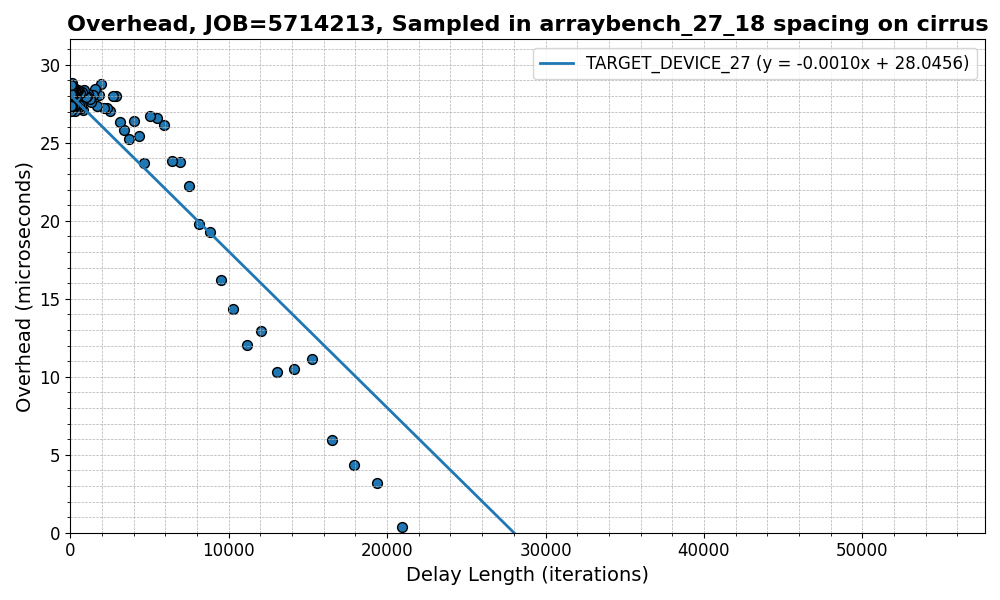 Overhead, JOB=5714213, Sampled in arraybench_27_18 spacing on cirrus
TARGET_DEVICE_27 (y = -0.0010x + 28.0456)
Overhead (microseconds)
30
25
20
15
10
5
0
0 10000 20000 30000 40000 50000
Delay Length (iterations)